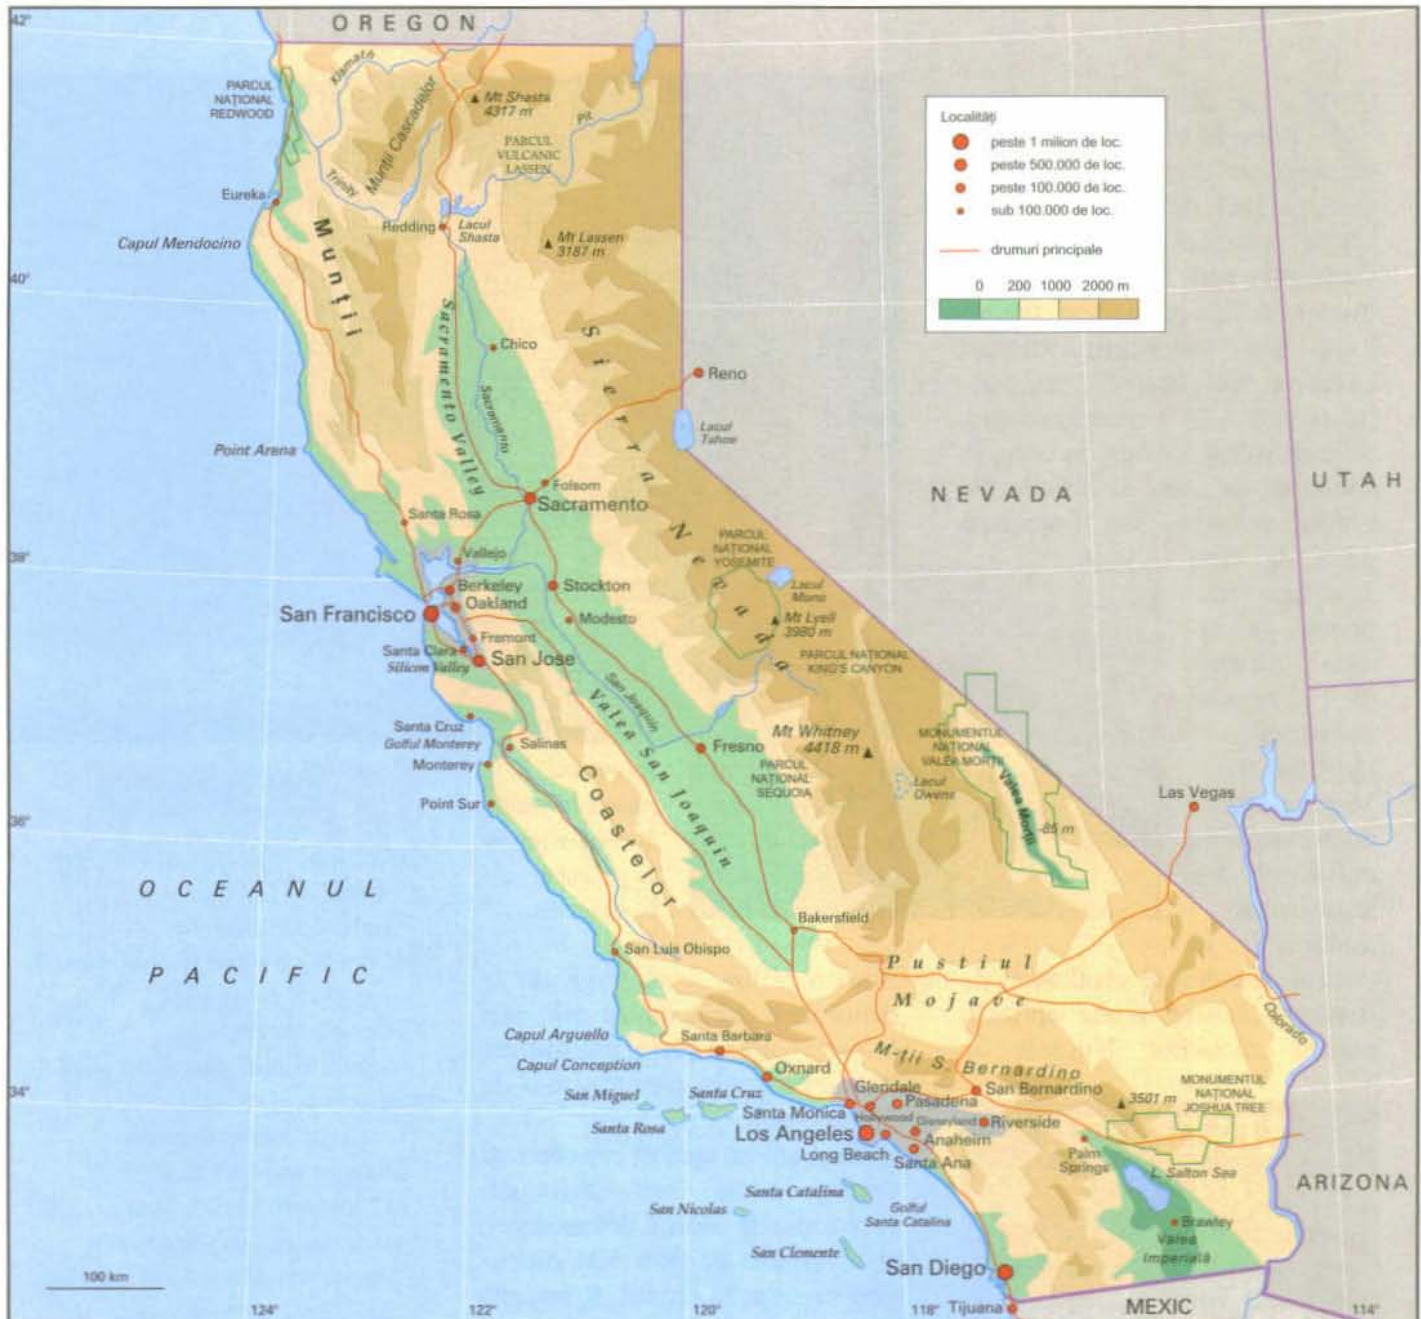 42°
OREGON
Klamath
PARCUL
NAȚIONAL
REDWOOD
Munții Cascadelor
Mt Shasta
4317 m
Pit
PARCUL
VULCANIC
LASSEN
Trinity
Eureka
Redding
Lacul
Shasta
Capul Mendocino
Mt Lassen
3187 m
Localități
peste 1 milion de loc.
peste 500.000 de loc.
peste 100.000 de loc.
sub 100.000 de loc.
drumuri principale
0 200 1000 2000 m
40°
Munții
Coastelor
Sacramento Valley
Chico
Sierra
Nevada
Reno
Sacramento
Lacul
Tahoe
Point Arena
Folsom
Sacramento
NEVADA
UTAH
Santa Rosa
38°
Vallejo
PARCUL
NAȚIONAL
YOSEMITE
Berkeley
Stockton
Lacul
Mono
Oakland
San Francisco
Modesto
Mt Lyell
3980 m
Fremont
Santa Clara
San Jose
Silicon Valley
PARCUL NAȚIONAL
KING'S CANYON
San Joaquin
Valea San Joaquin
Santa Cruz
Golful Monterey
Salinas
Monterey
Fresno
Mt Whitney
4418 m
PARCUL
NAȚIONAL
SEQUOIA
MONUMENTUL
NAȚIONAL
VALEA MORȚII
Valea Morții
-85 m
Lacul
Owens
Las Vegas
Point Sur
36°
OCEANUL
PACIFIC
Bakersfield
San Luis Obispo
Pustiul
Mojave
Colorado
Capul Arguello
Santa Barbara
Capul Conception
Oxnard
M-ții S. Bernardino
34°
San Miguel
Santa Cruz
Santa Rosa
Glendale
San Bernardino
Santa Monica
Pasadena
3501 m
MONUMENTUL
NAȚIONAL
JOSHUA TREE
Hollywood
Disneyland
Riverside
Los Angeles
Anaheim
Long Beach
Santa Ana
Palm
Springs
L. Salton Sea
ARIZONA
Santa Catalina
San Nicolas
Golful
Santa Catalina
Brawley
Valea
Imperială
San Clemente
San Diego
100 km
124°
122°
120°
118°
Tijuana
MEXIC
114°